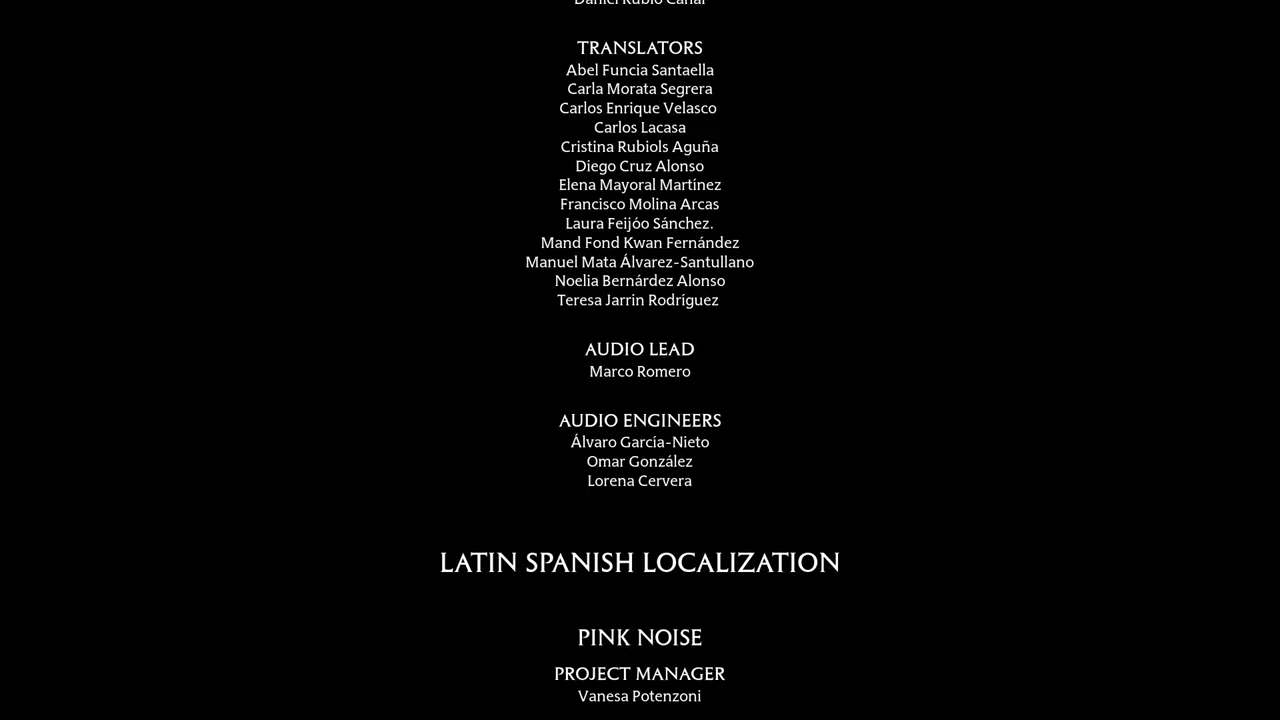 Daniel Rubio Canal
TRANSLATORS
Abel Funcia Santaella
Carla Morata Segrera
Carlos Enrique Velasco
Carlos Lacasa
Cristina Rubiols Aguña
Diego Cruz Alonso
Elena Mayoral Martínez
Francisco Molina Arcas
Laura Feijóo Sánchez.
Mand Fond Kwan Fernández
Manuel Mata Álvarez-Santullano
Noelia Bernárdez Alonso
Teresa Jarrin Rodríguez
AUDIO LEAD
Marco Romero
AUDIO ENGINEERS
Álvaro García-Nieto
Omar González
Lorena Cervera
LATIN SPANISH LOCALIZATION
PINK NOISE
PROJECT MANAGER
Vanesa Potenzoni